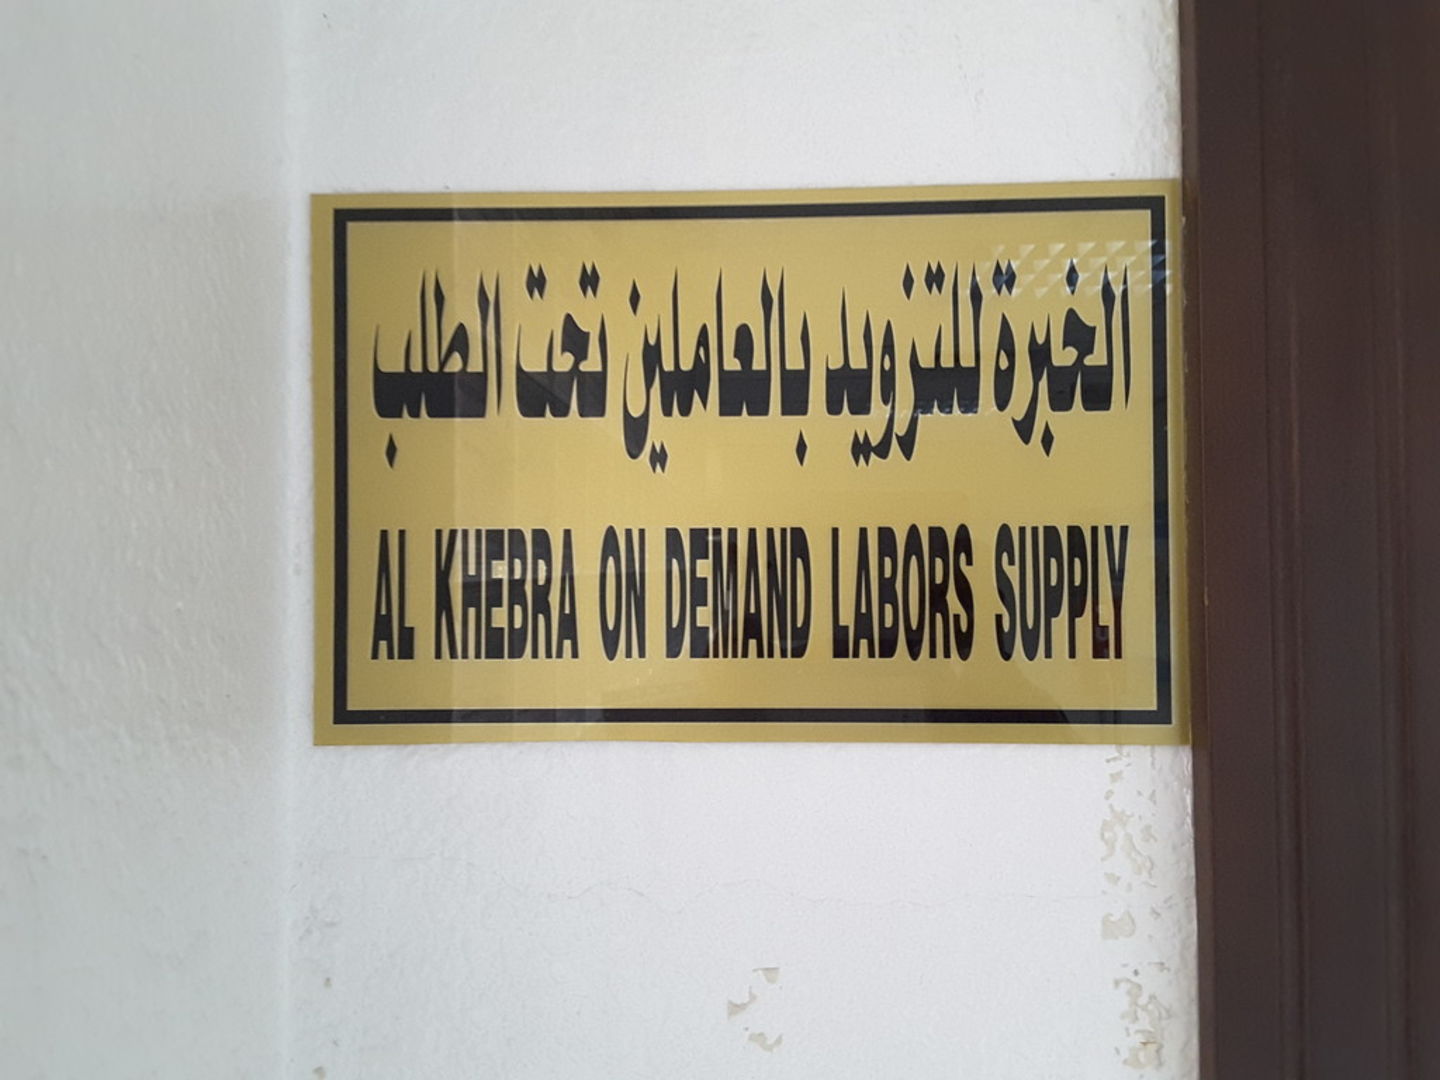 الخبرة للتزويد بالعاملين تحت الطلب
AL KHEBRA ON DEMAND LABORS SUPPLY